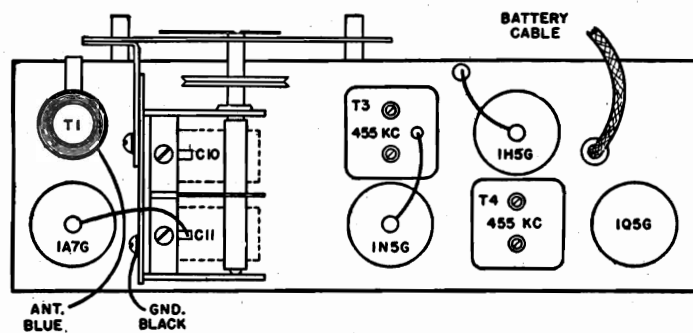 BATTERY
CABLE
T1
T3
455 KC
1H5G
C10
T4
455 KC
1A7G
C11
1N5G
1Q5G
ANT.
BLUE
GND.
BLACK